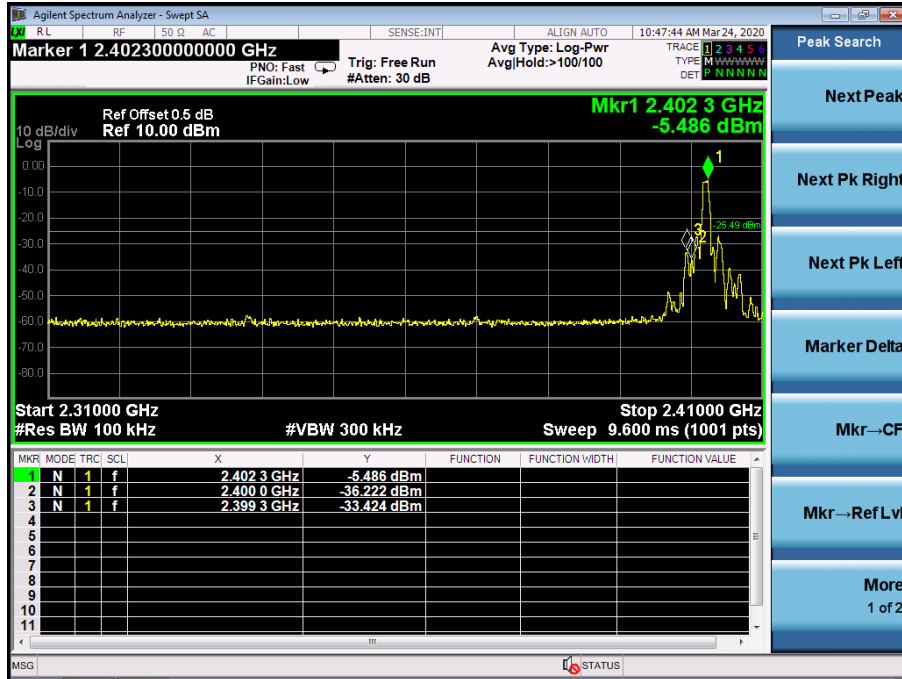 Agilent Spectrum Analyzer - Swept SA
LXI RL RF 50 Ω AC SENSE:INT ALIGN AUTO 10:47:44 AM Mar 24, 2020
Marker 1 2.402300000000 GHz
PNO: Fast
IFGain:Low
Trig: Free Run
#Atten: 30 dB
Avg Type: Log-Pwr
Avg|Hold:>100/100
TRACE 1 2 3 4 5 6
TYPE M WWWWW
DET P N N N N N
Peak Search
Mkr1 2.402 3 GHz
-5.486 dBm
Ref Offset 0.5 dB
10 dB/div Ref 10.00 dBm
Log
0.00
-10.0
-20.0
-30.0
-40.0
-50.0
-60.0
-70.0
-80.0
1
3
2
-25.49 dBm
Start 2.31000 GHz Stop 2.41000 GHz
#Res BW 100 kHz #VBW 300 kHz Sweep 9.600 ms (1001 pts)
MKR MODE TRC SCL X Y FUNCTION FUNCTION WIDTH FUNCTION VALUE
1 N 1 f 2.402 3 GHz -5.486 dBm
2 N 1 f 2.400 0 GHz -36.222 dBm
3 N 1 f 2.399 3 GHz -33.424 dBm
4
5
6
7
8
9
10
11
MSG STATUS
Next Peak
Next Pk Right
Next Pk Left
Marker Delta
Mkr→CF
Mkr→Ref Lvl
More
1 of 2